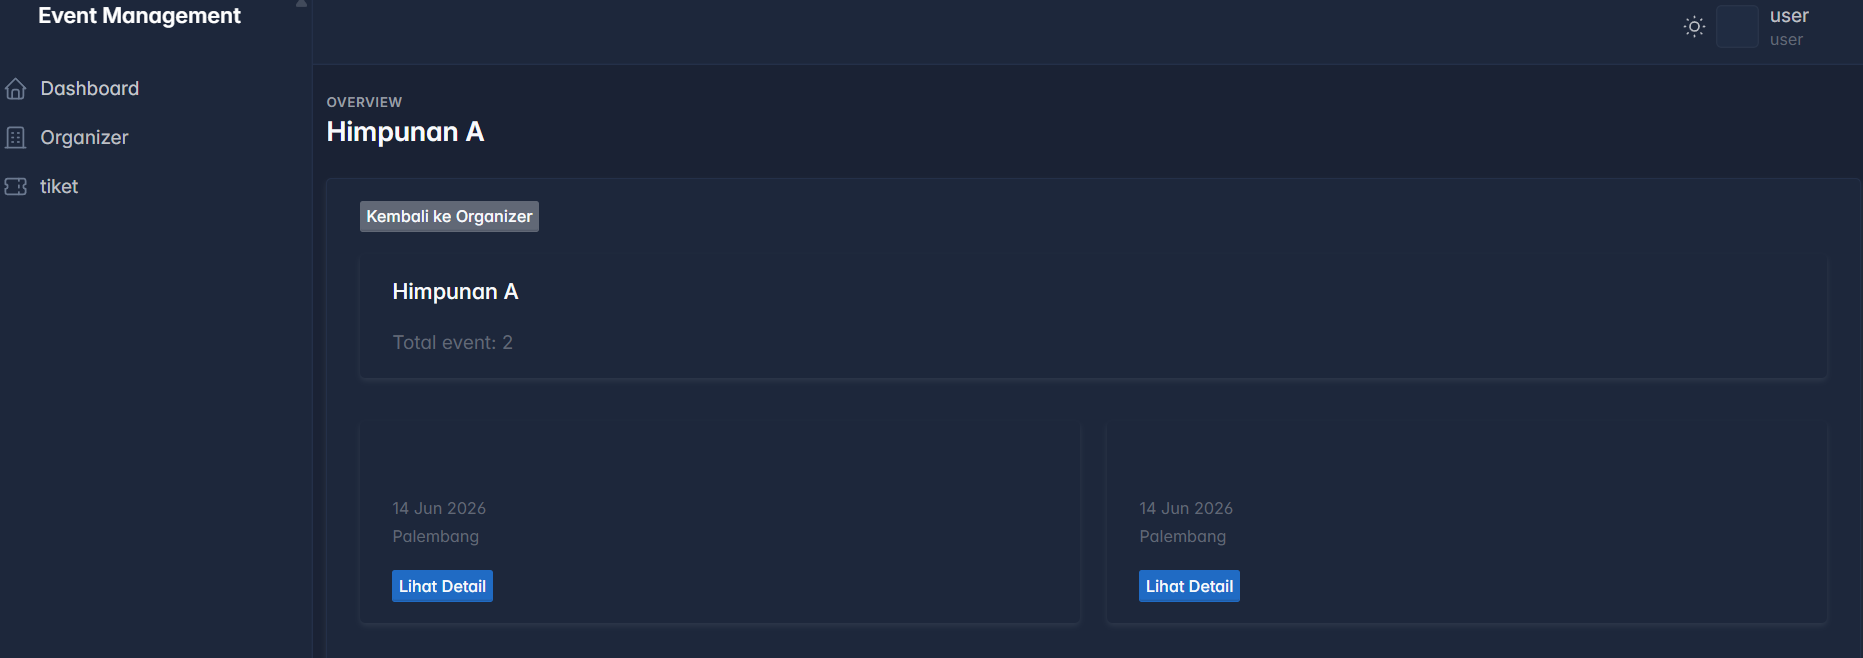 Event Management
user
user
Dashboard
Organizer
tiket
OVERVIEW
Himpunan A
Kembali ke Organizer
Himpunan A
Total event: 2
14 Jun 2026
Palembang
Lihat Detail
14 Jun 2026
Palembang
Lihat Detail